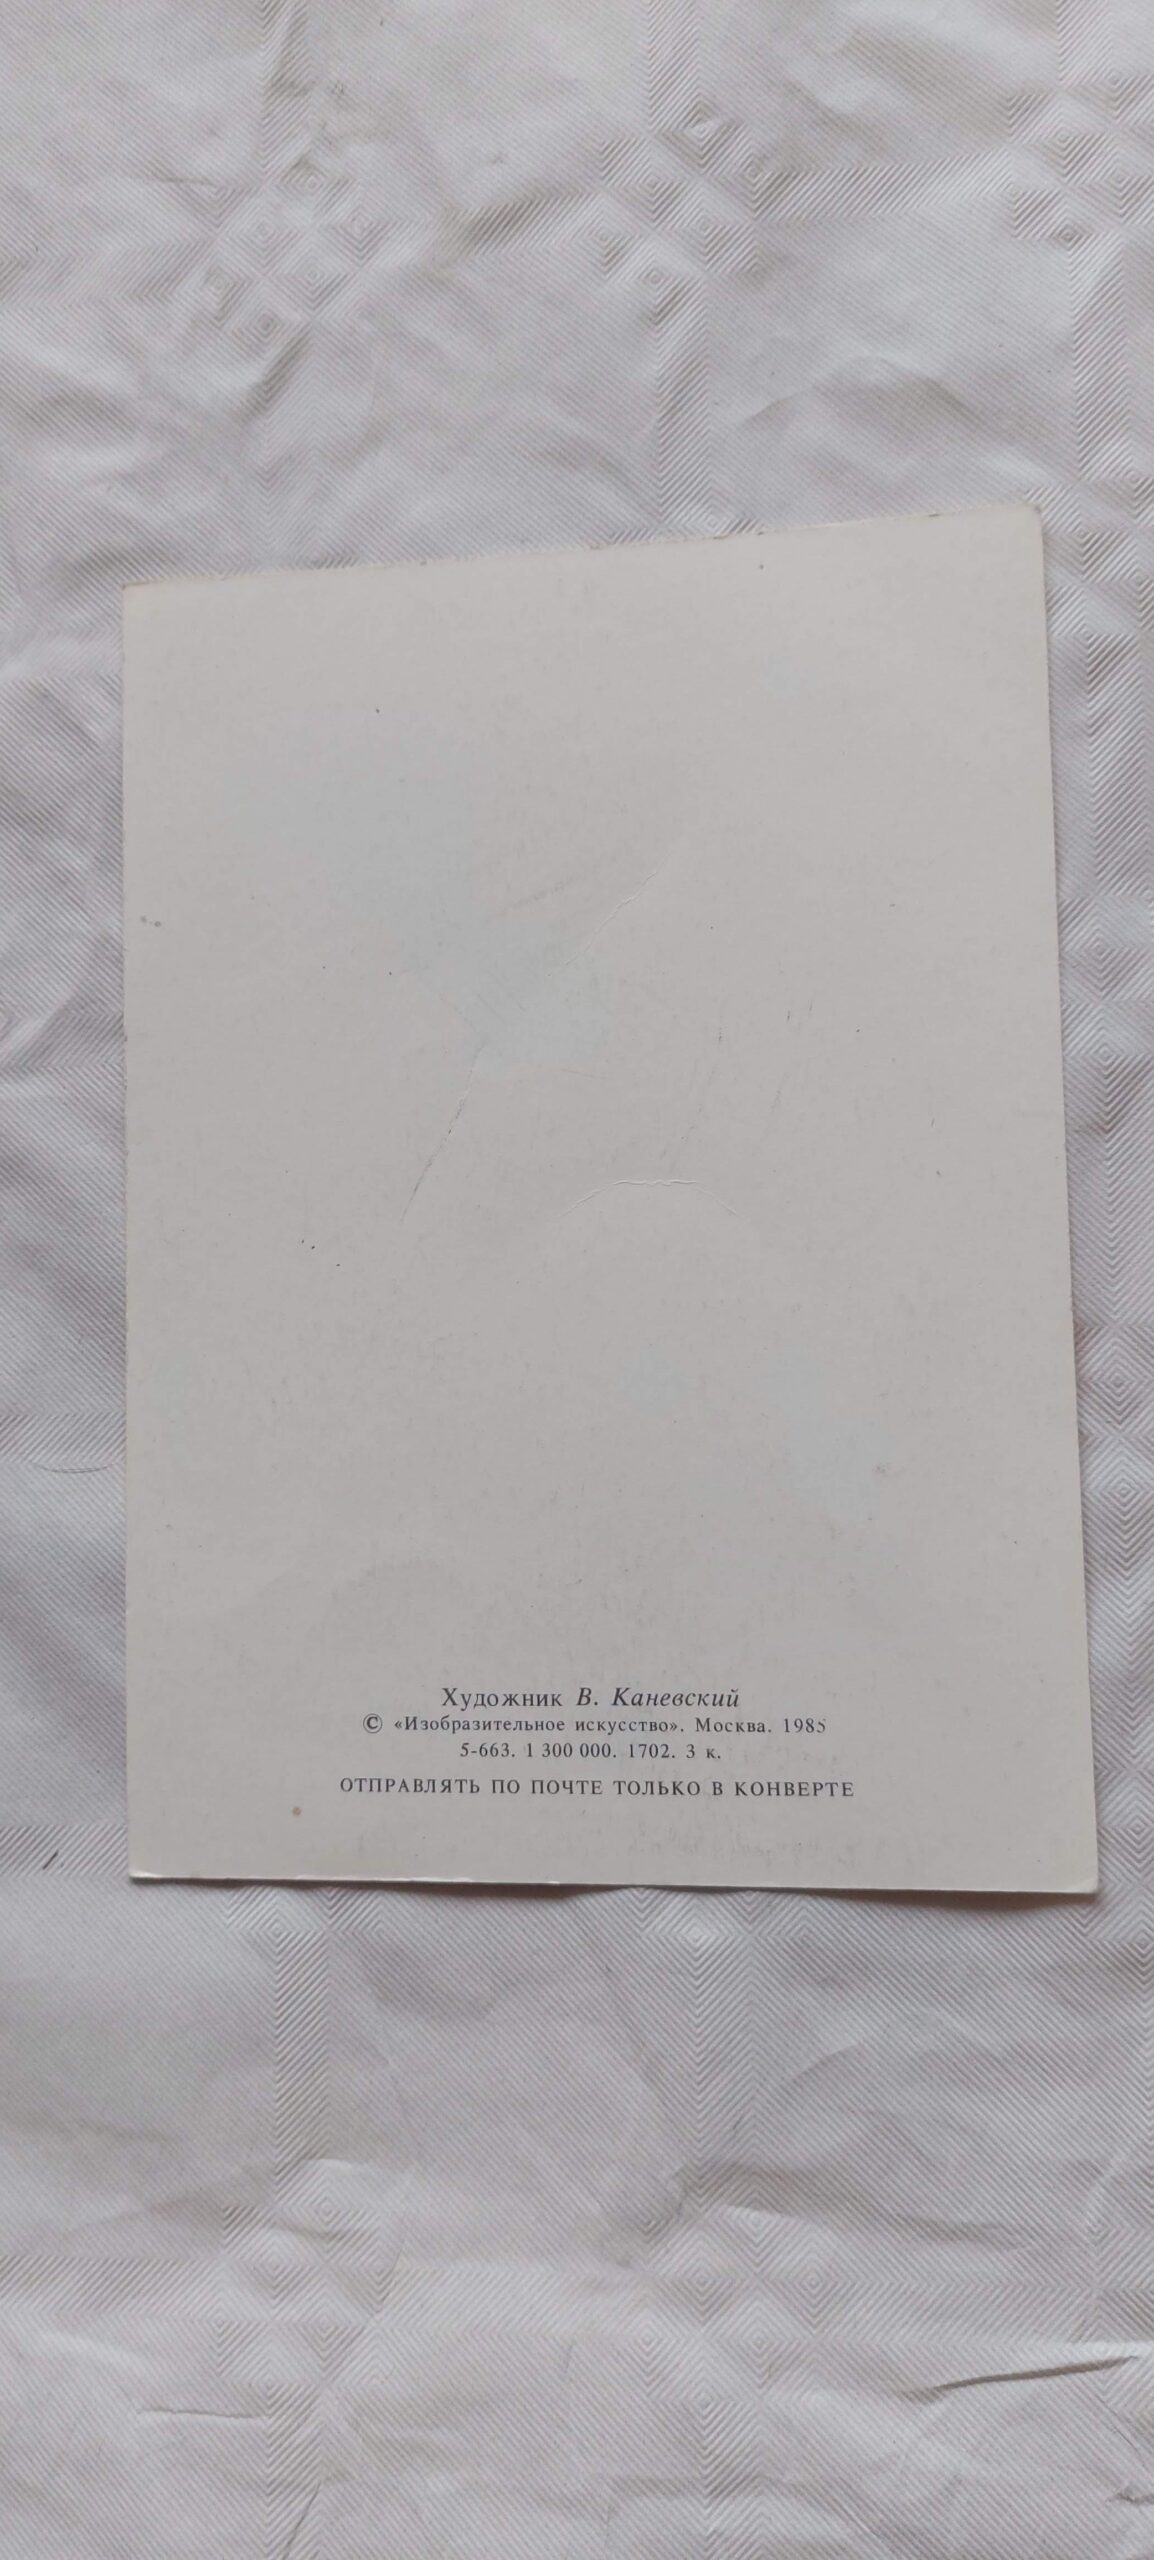 Художник В. Каневский
© «Изобразительное искусство». Москва. 1985
5-663. 1 300 000. 1702. 3 к.
ОТПРАВЛЯТЬ ПО ПОЧТЕ ТОЛЬКО В КОНВЕРТЕ